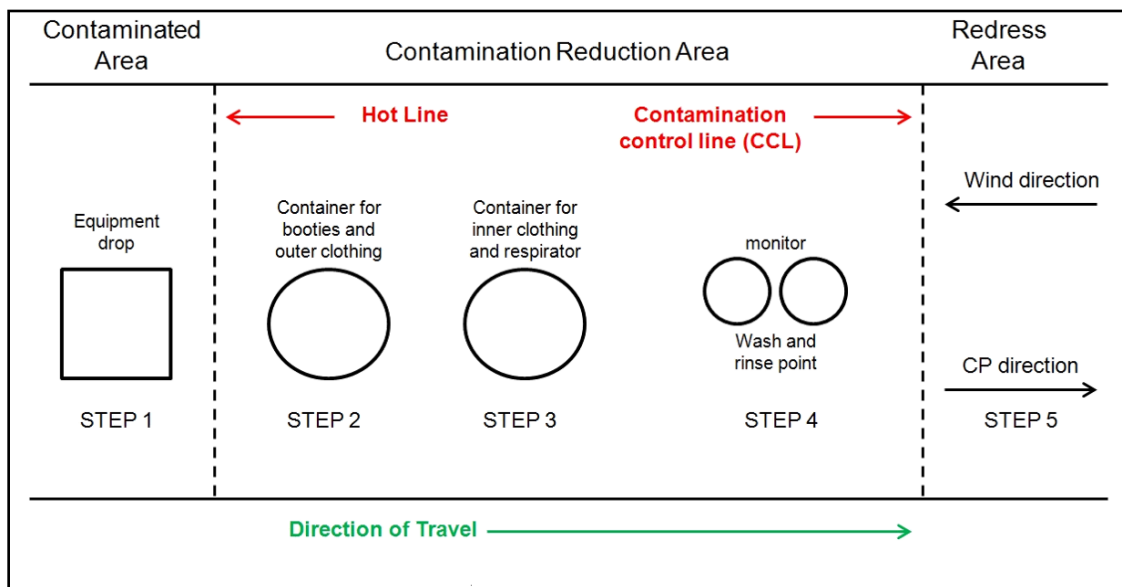 Contaminated
Area
Contamination Reduction Area
Redress
Area
Hot Line
Contamination
control line (CCL)
Wind direction
Equipment
drop
Container for
booties and
outer clothing
Container for
inner clothing
and respirator
monitor
Wash and
rinse point
CP direction
STEP 1
STEP 2
STEP 3
STEP 4
STEP 5
Direction of Travel